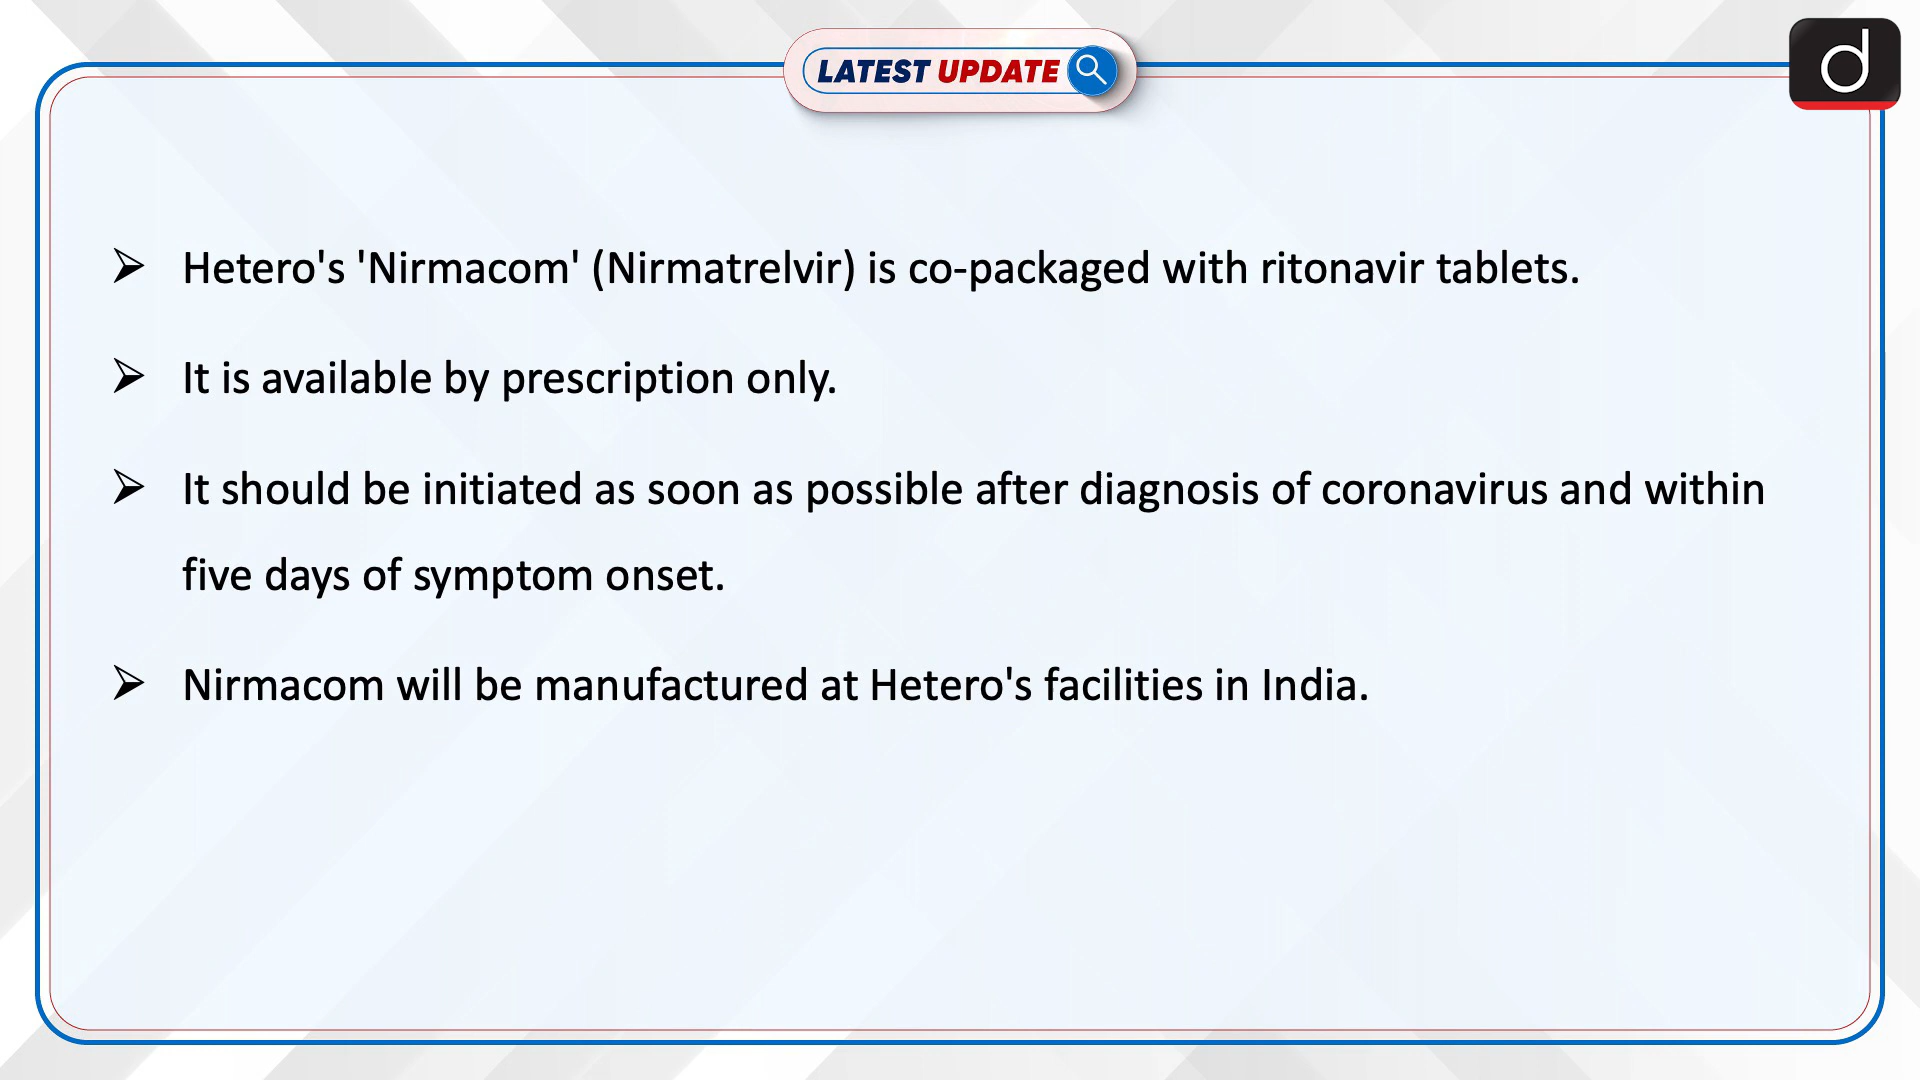 LATEST UPDATE
d
➢ Hetero's 'Nirmacom' (Nirmatrelvir) is co-packaged with ritonavir tablets.
➢ It is available by prescription only.
➢ It should be initiated as soon as possible after diagnosis of coronavirus and within
five days of symptom onset.
➢ Nirmacom will be manufactured at Hetero's facilities in India.